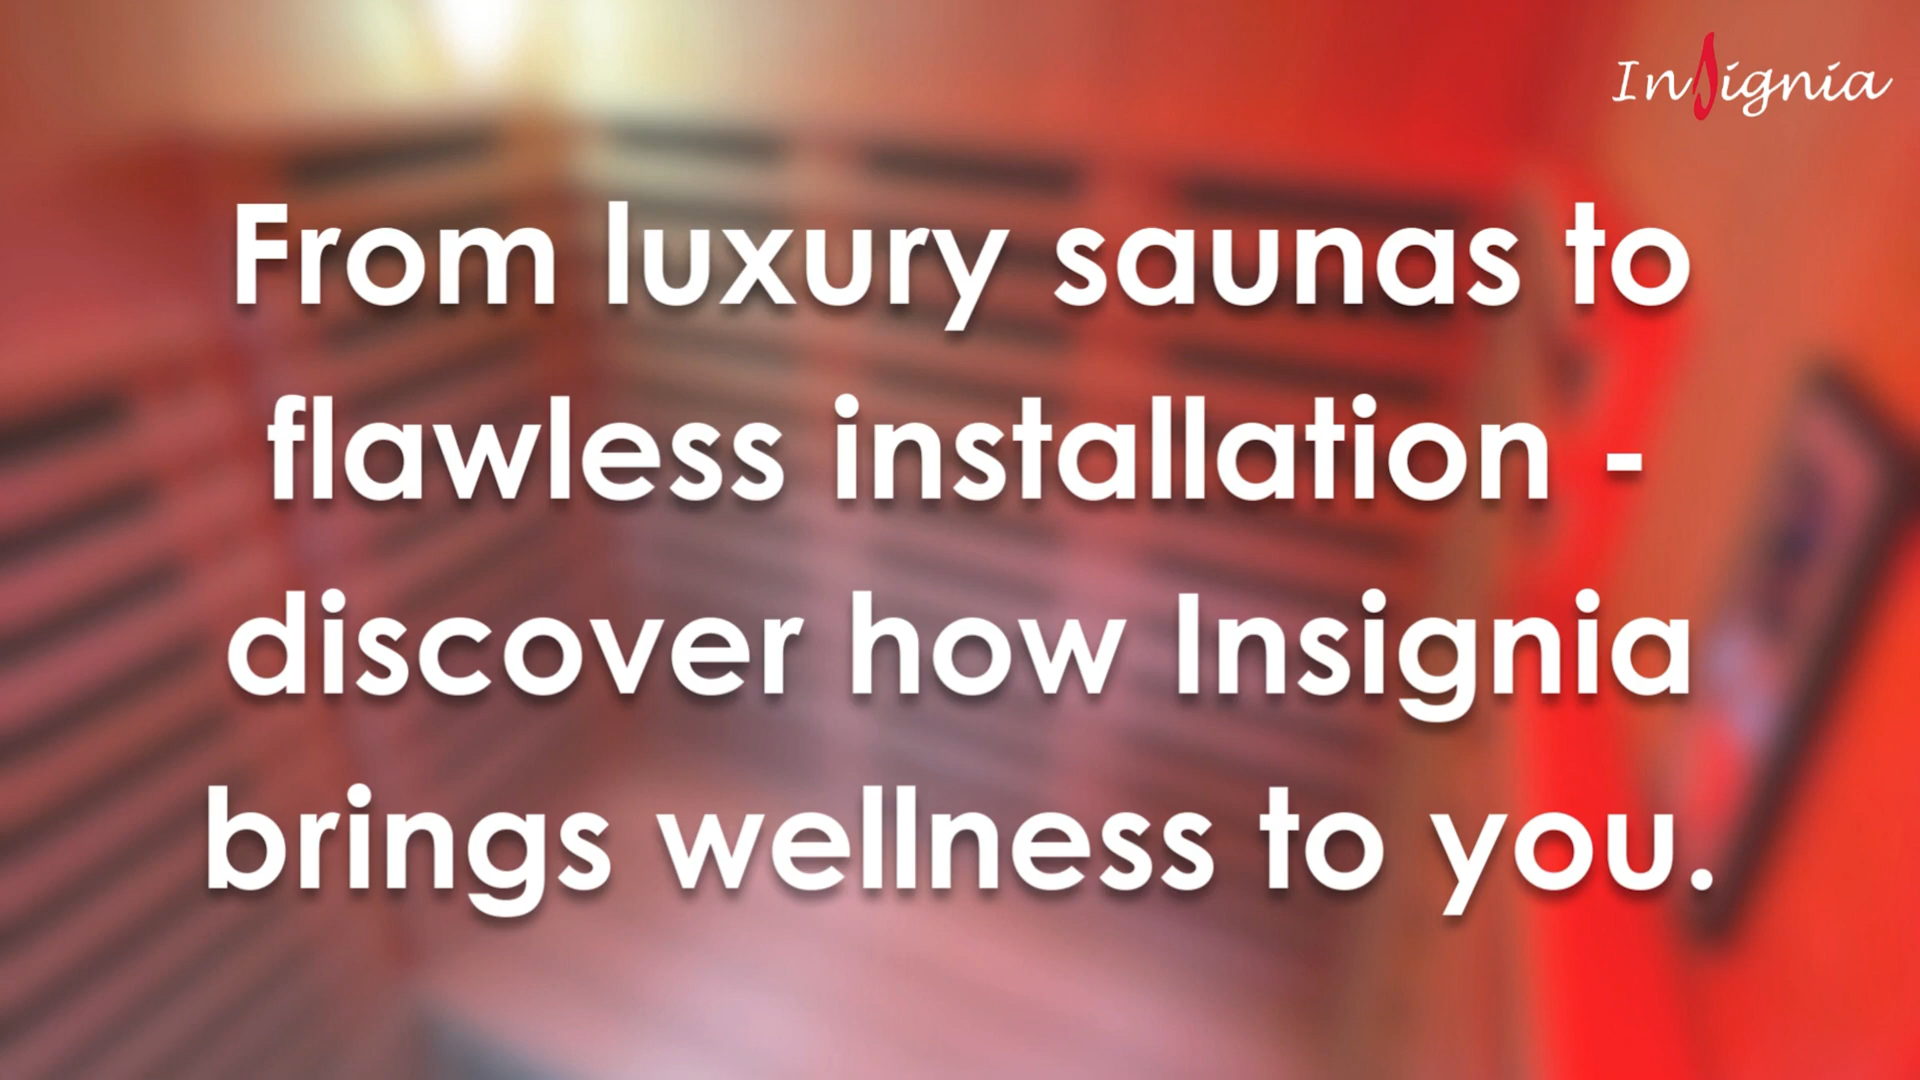 Insignia
From luxury saunas to
flawless installation -
discover how Insignia
brings wellness to you.